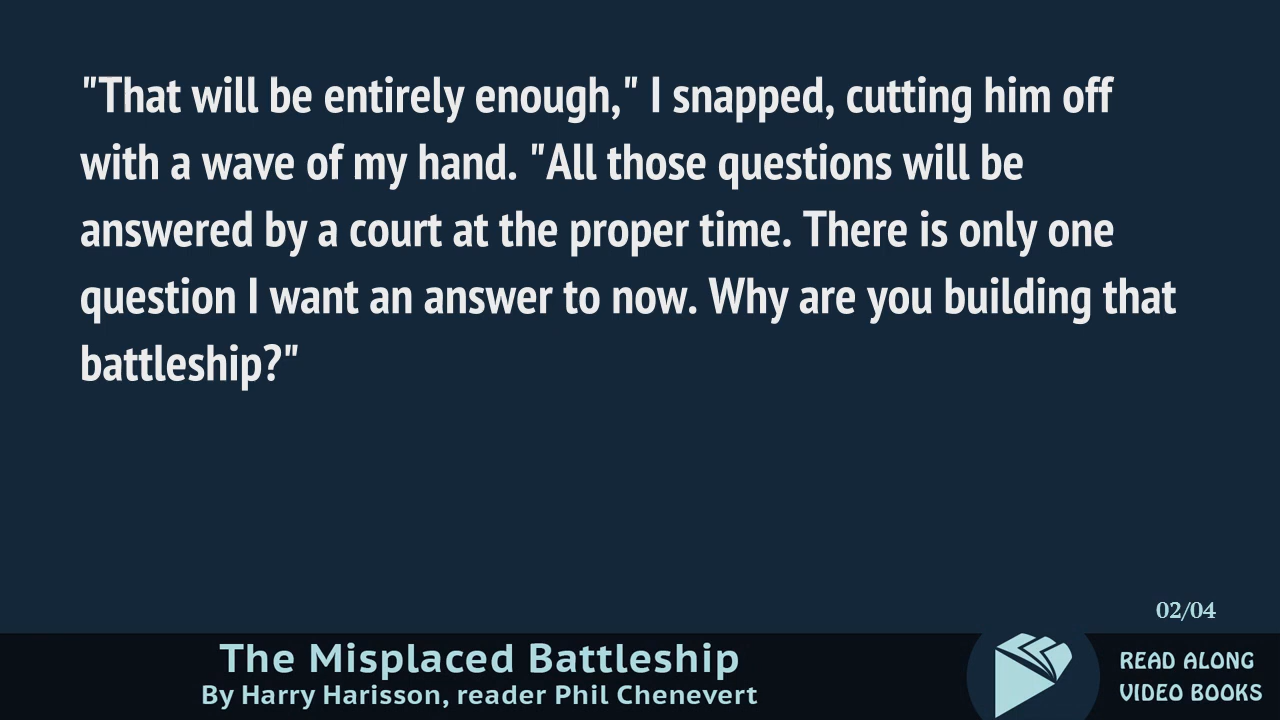 "That will be entirely enough," I snapped, cutting him off
with a wave of my hand. "All those questions will be
answered by a court at the proper time. There is only one
question I want an answer to now. Why are you building that
battleship?"
02/04
The Misplaced Battleship
By Harry Harisson, reader Phil Chenevert
READ ALONG
VIDEO BOOKS